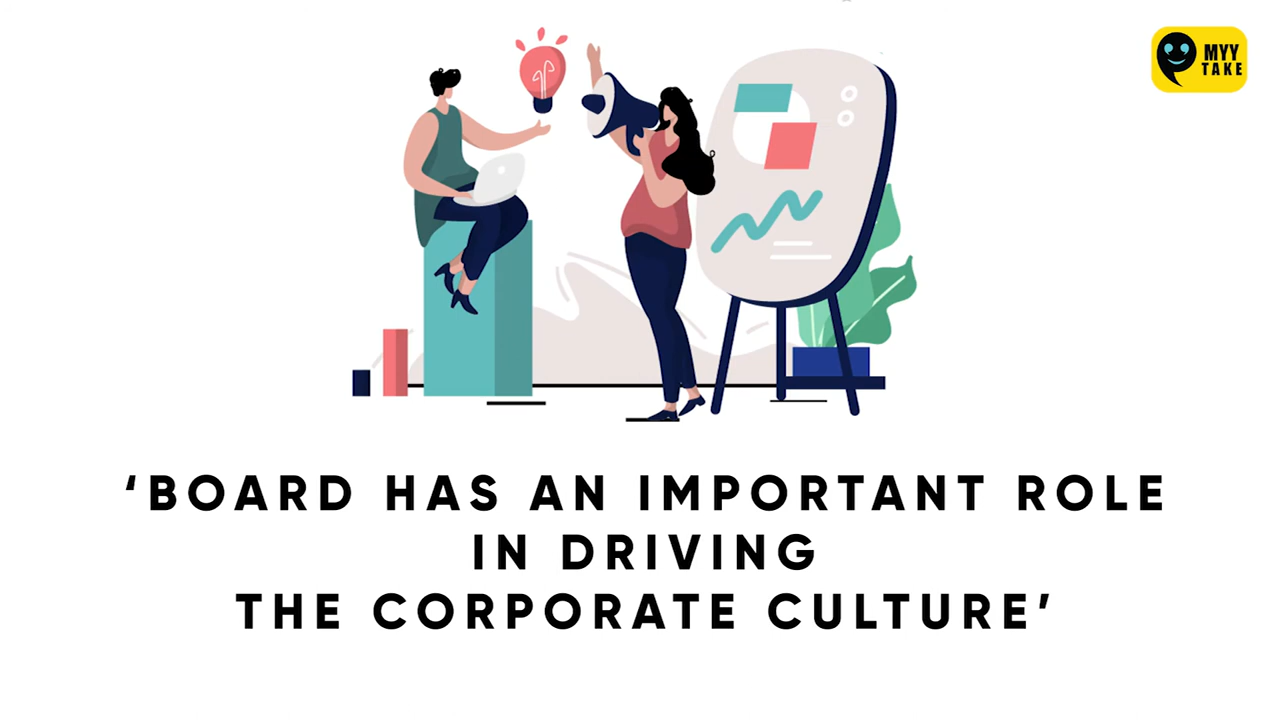 MYY
TAKE
‘BOARD HAS AN IMPORTANT ROLE
IN DRIVING
THE CORPORATE CULTURE’